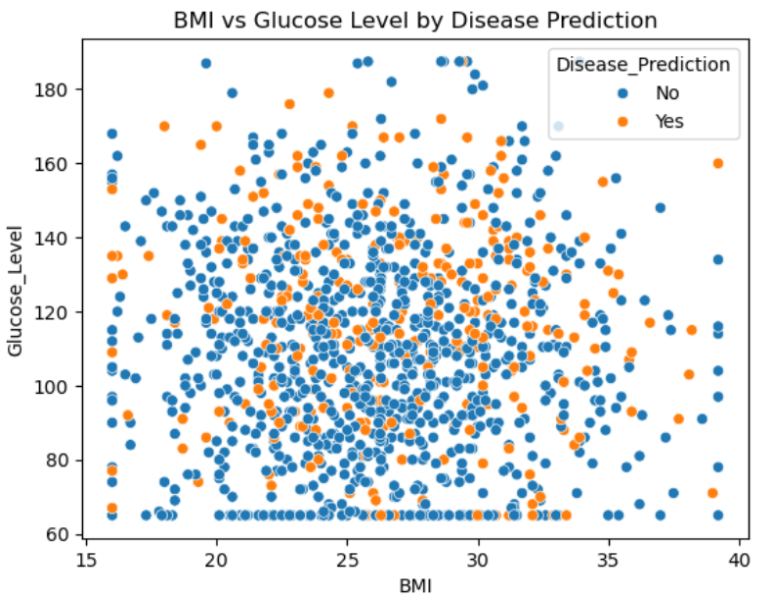 BMI vs Glucose Level by Disease Prediction
Disease_Prediction
No
Yes
Glucose_Level
180
160
140
120
100
80
60
15 20 25 30 35 40
BMI